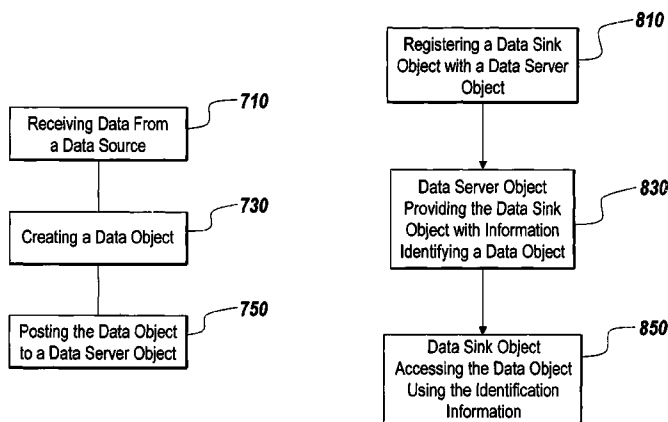 710
Receiving Data From
a Data Source
730
Creating a Data Object
750
Posting the Data Object
to a Data Server Object
810
Registering a Data Sink
Object with a Data Server
Object
830
Data Server Object
Providing the Data Sink
Object with Information
Identifying a Data Object
850
Data Sink Object
Accessing the Data Object
Using the Identification
Information